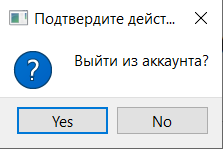 Подтвердите дейст...
Выйти из аккаунта?
Yes
No